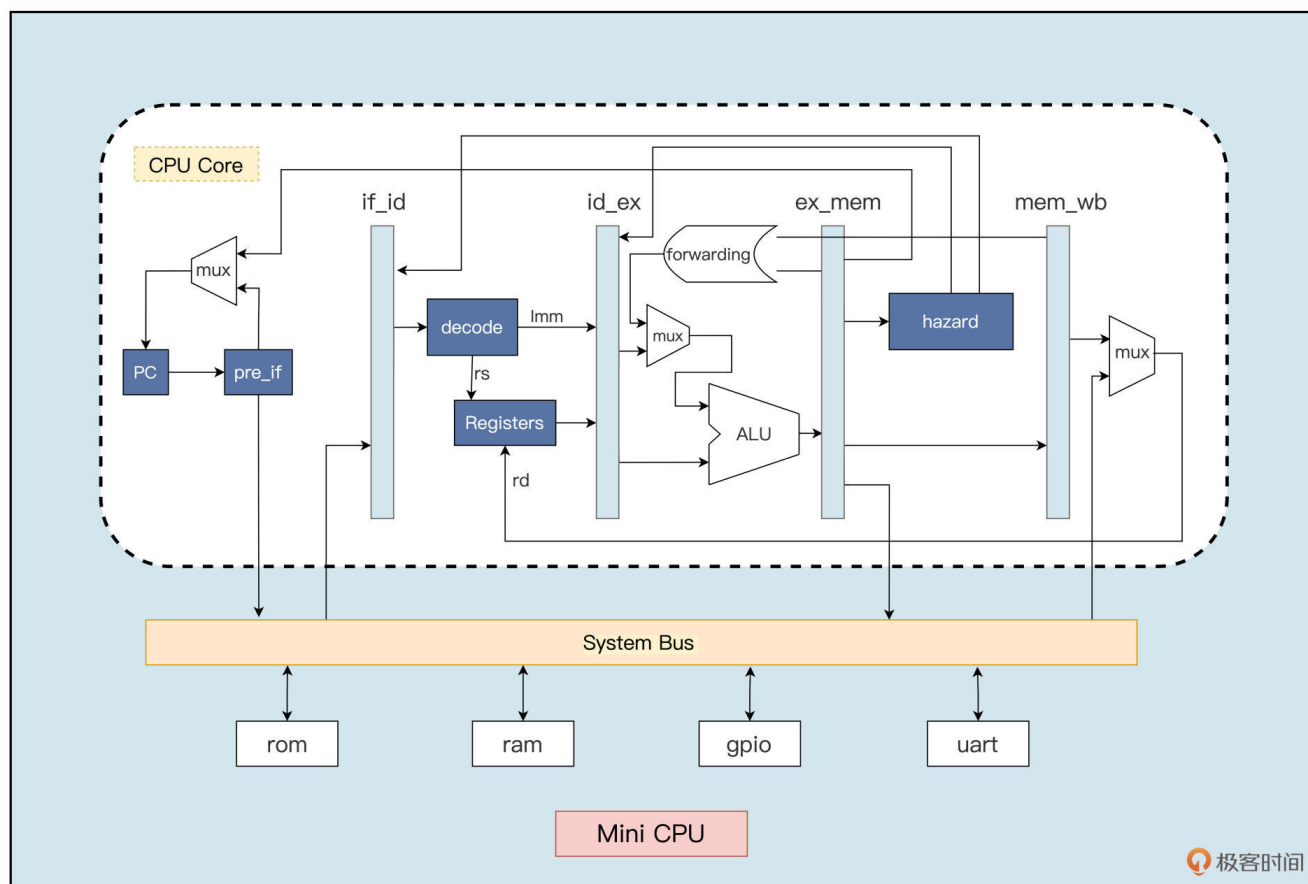 CPU Core
if_id
id_ex
ex_mem
mem_wb
mux
forwarding
decode
Imm
mux
hazard
mux
PC
pre_if
rs
Registers
ALU
rd
System Bus
rom
ram
gpio
uart
Mini CPU
极客时间